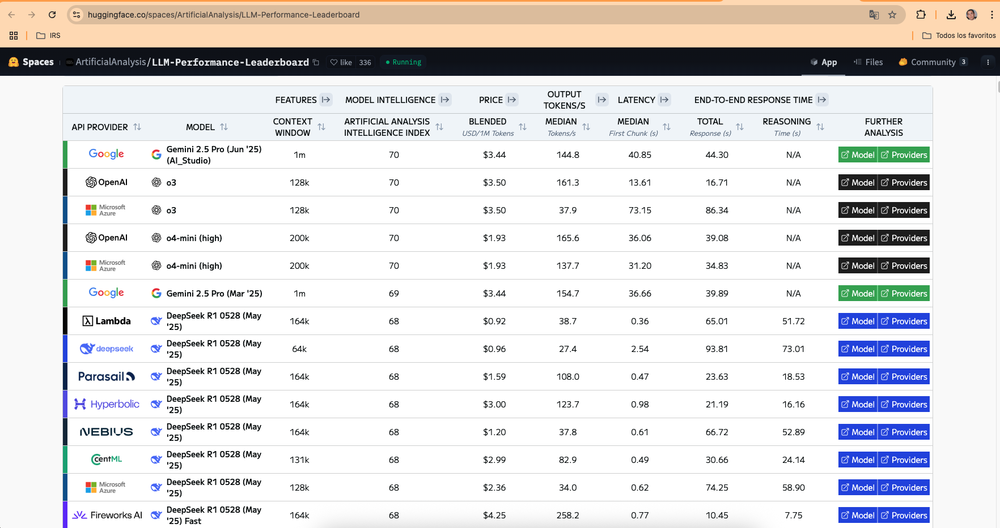 huggingface.co/spaces/ArtificialAnalysis/LLM-Performance-Leaderboard
IRS
Todos los favoritos
Spaces ArtificialAnalysis/LLM-Performance-Leaderboard like 336 Running App Files Community 3
FEATURES MODEL INTELLIGENCE PRICE OUTPUT TOKENS/S LATENCY END-TO-END RESPONSE TIME
API PROVIDER MODEL CONTEXT WINDOW ARTIFICIAL ANALYSIS INTELLIGENCE INDEX BLENDED USD/1M Tokens MEDIAN Tokens/s MEDIAN First Chunk (s) TOTAL Response (s) REASONING Time (s) FURTHER ANALYSIS
Google Gemini 2.5 Pro (Jun '25) (AI_Studio) 1m 70 $3.44 144.8 40.85 44.30 N/A Model Providers
OpenAI o3 128k 70 $3.50 161.3 13.61 16.71 N/A Model Providers
Microsoft Azure o3 128k 70 $3.50 37.9 73.15 86.34 N/A Model Providers
OpenAI o4-mini (high) 200k 70 $1.93 165.6 36.06 39.08 N/A Model Providers
Microsoft Azure o4-mini (high) 200k 70 $1.93 137.7 31.20 34.83 N/A Model Providers
Google Gemini 2.5 Pro (Mar '25) 1m 69 $3.44 154.7 36.66 39.89 N/A Model Providers
Lambda DeepSeek R1 0528 (May '25) 164k 68 $0.92 38.7 0.36 65.01 51.72 Model Providers
deepseek DeepSeek R1 0528 (May '25) 64k 68 $0.96 27.4 2.54 93.81 73.01 Model Providers
Parasail DeepSeek R1 0528 (May '25) 164k 68 $1.59 108.0 0.47 23.63 18.53 Model Providers
Hyperbolic DeepSeek R1 0528 (May '25) 164k 68 $3.00 123.7 0.98 21.19 16.16 Model Providers
NEBIUS DeepSeek R1 0528 (May '25) 164k 68 $1.20 37.8 0.61 66.72 52.89 Model Providers
CentML DeepSeek R1 0528 (May '25) 131k 68 $2.99 82.9 0.49 30.66 24.14 Model Providers
Microsoft Azure DeepSeek R1 0528 (May '25) 128k 68 $2.36 34.0 0.62 74.25 58.90 Model Providers
Fireworks AI DeepSeek R1 0528 (May '25) Fast 164k 68 $4.25 258.2 0.77 10.45 7.75 Model Providers